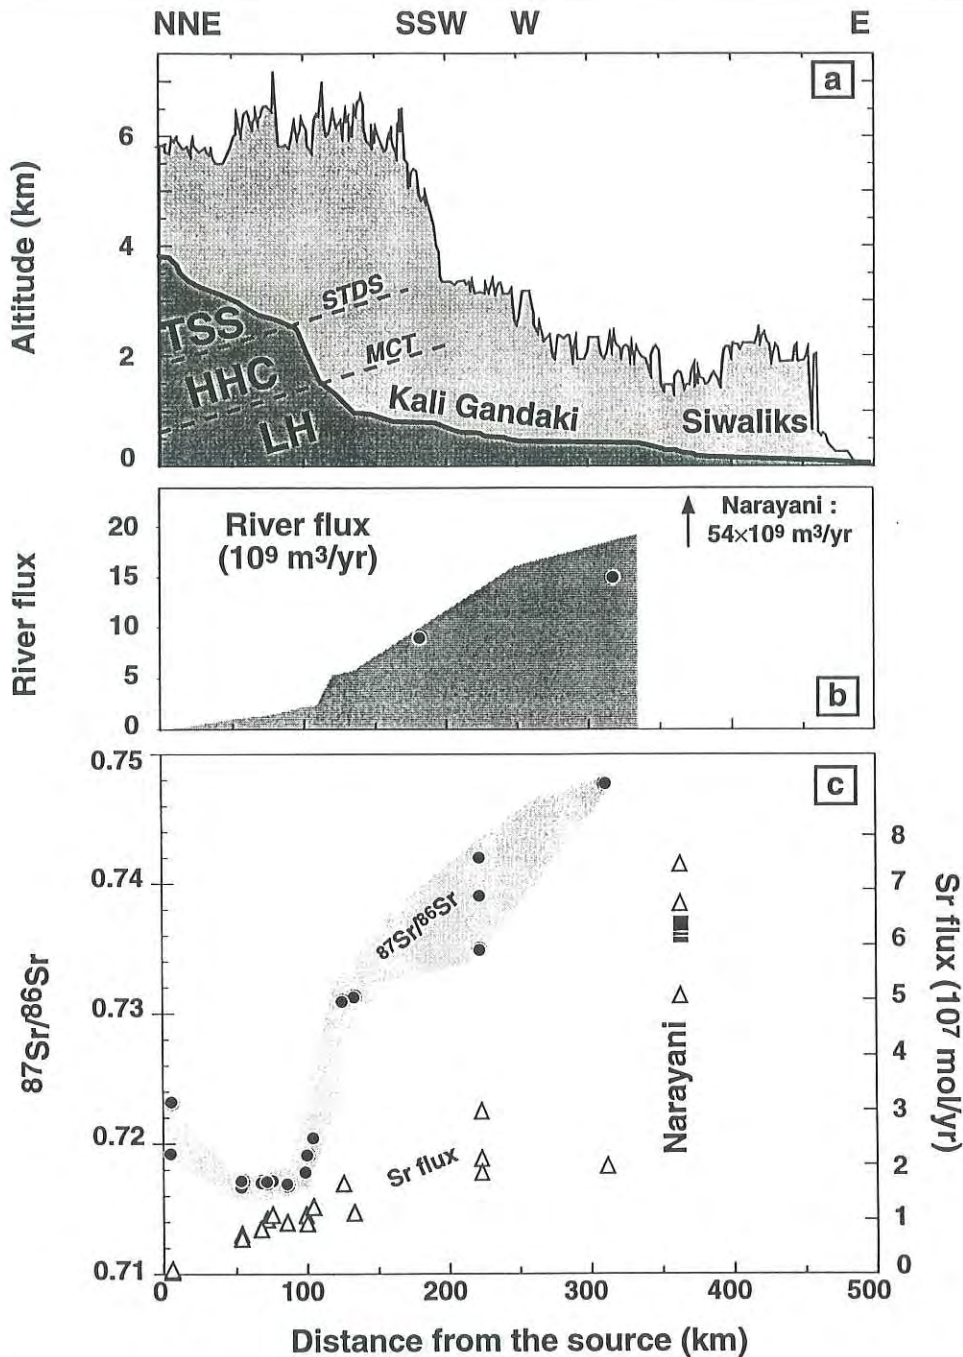 NNE SSW W E
a
Altitude (km)
6
4
2
0
STDS
TSS
MCT
HHC
Kali Gandaki
LH
Siwaliks
River flux
20
15
10
5
0
River flux
(10⁹ m³/yr)
Narayani :
54×10⁹ m³/yr
b
⁸⁷Sr/⁸⁶Sr
0.75
0.74
0.73
0.72
0.71
c
⁸⁷Sr/⁸⁶Sr
Sr flux
Narayani
8
7
6
5
4
3
2
1
0
Sr flux (10⁷ mol/yr)
0 100 200 300 400 500
Distance from the source (km)